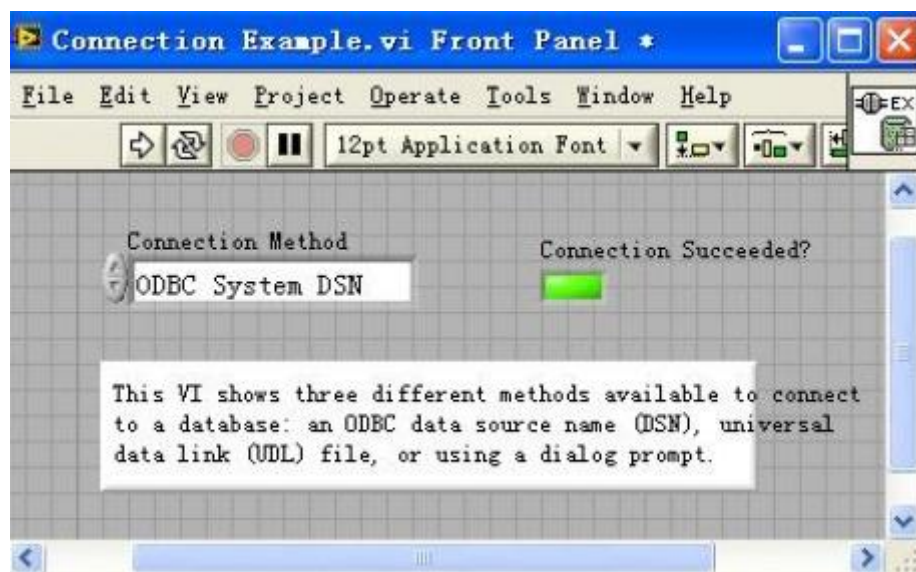 Connection Example.vi Front Panel *
File Edit View Project Operate Tools Window Help
EX
12pt Application Font
Connection Method
Connection Succeeded?
ODBC System DSN
This VI shows three different methods available to connect
to a database: an ODBC data source name (DSN), universal
data link (UDL) file, or using a dialog prompt.